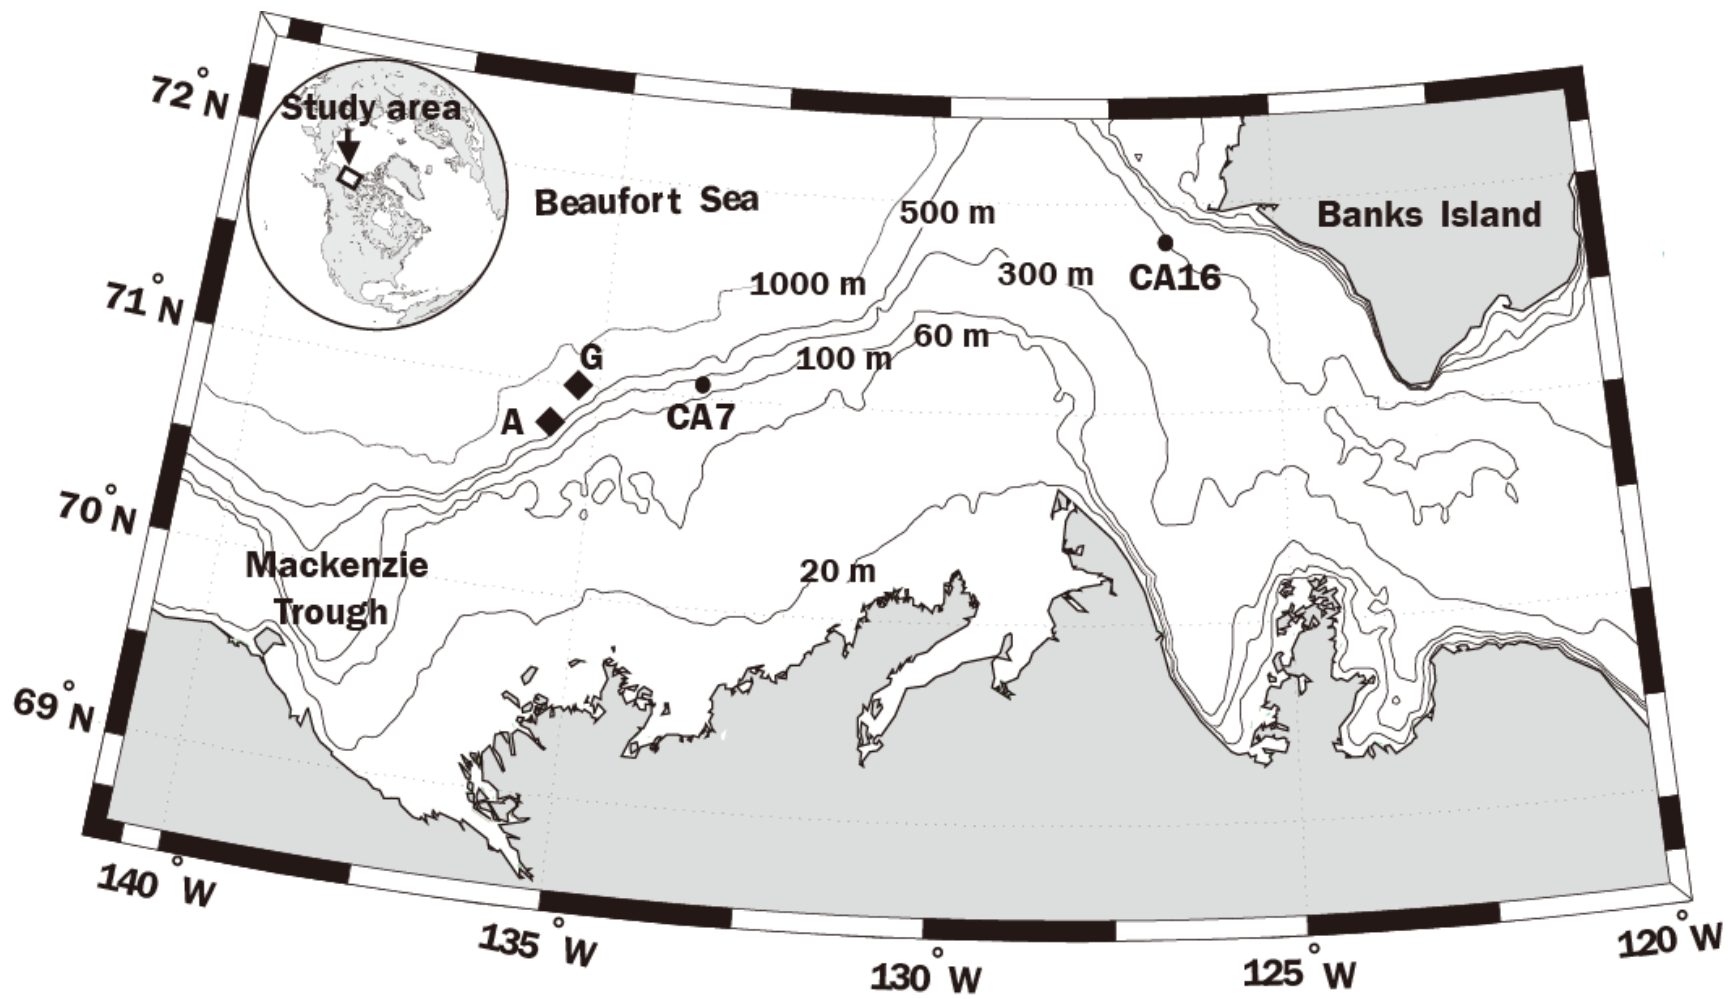 72°N
Study area
Beaufort Sea
500 m
Banks Island
1000 m
300 m
CA16
71°N
60 m
G
100 m
A
CA7
70°N
Mackenzie
Trough
20 m
69°N
140°W
135°W
130°W
125°W
120°W